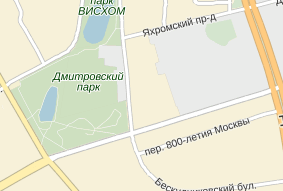 парк
ВИСХОМ
Яхромский пр-д
Дмитровский
парк
пер. 800-летия Москвы
Бескудниковский бул.